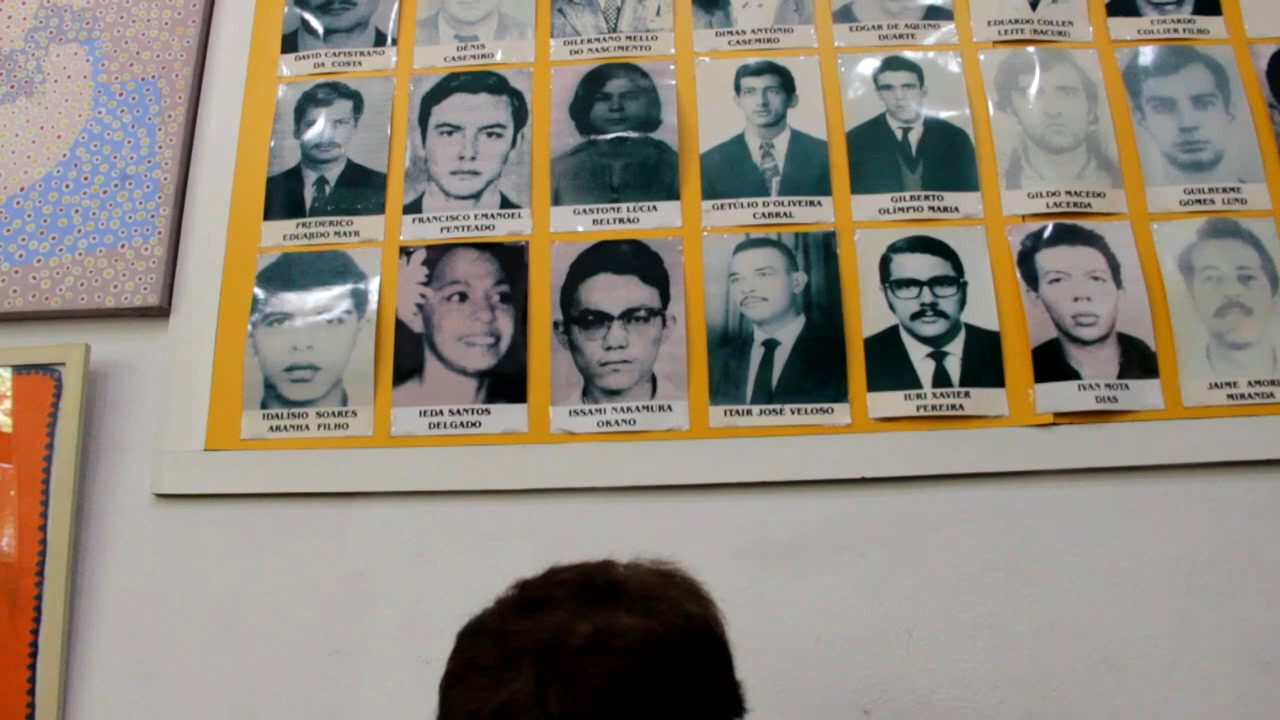 DAVID CAPISTRANO
DA COSTA
DÊNIS
CASEMIRO
DILERMANO MELLO
DO NASCIMENTO
DIMAS ANTÔNIO
CASEMIRO
EDGAR DE AQUINO
DUARTE
EDUARDO COLLEN
LEITE (BACURI)
EDUARDO
COLLIER FILHO
FREDERICO
EDUARDO MAYR
FRANCISCO EMANOEL
PENTEADO
GASTONE LÚCIA
BELTRÃO
GETÚLIO D'OLIVEIRA
CABRAL
GILBERTO
OLÍMPIO MARIA
GILDO MACEDO
LACERDA
GUILHERME
GOMES LUND
IDALÍSIO SOARES
ARANHA FILHO
IEDA SANTOS
DELGADO
ISSAMI NAKAMURA
OKANO
ITAIR JOSÉ VELOSO
IURI XAVIER
PEREIRA
IVAN MOTA
DIAS
JAIME AMORI
MIRANDA